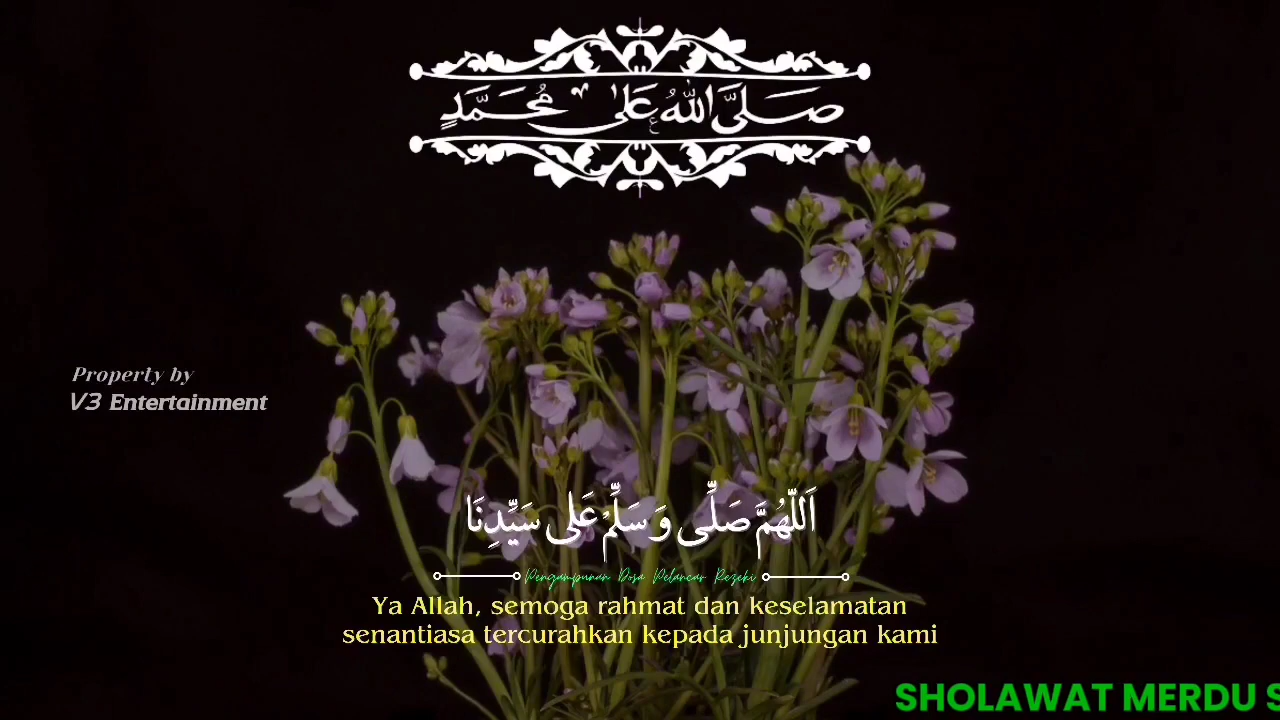 صَلَّى اللهُ عَلَى مُحَمَّدٍ
Property by
V3 Entertainment
اَللّٰهُمَّ صَلِّى وَ سَلِّمْ عَلَى سَيِّدِنَا
Pengampunan Dosa Pelancar Rezeki
Ya Allah, semoga rahmat dan keselamatan
senantiasa tercurahkan kepada junjungan kami
SHOLAWAT MERDU S